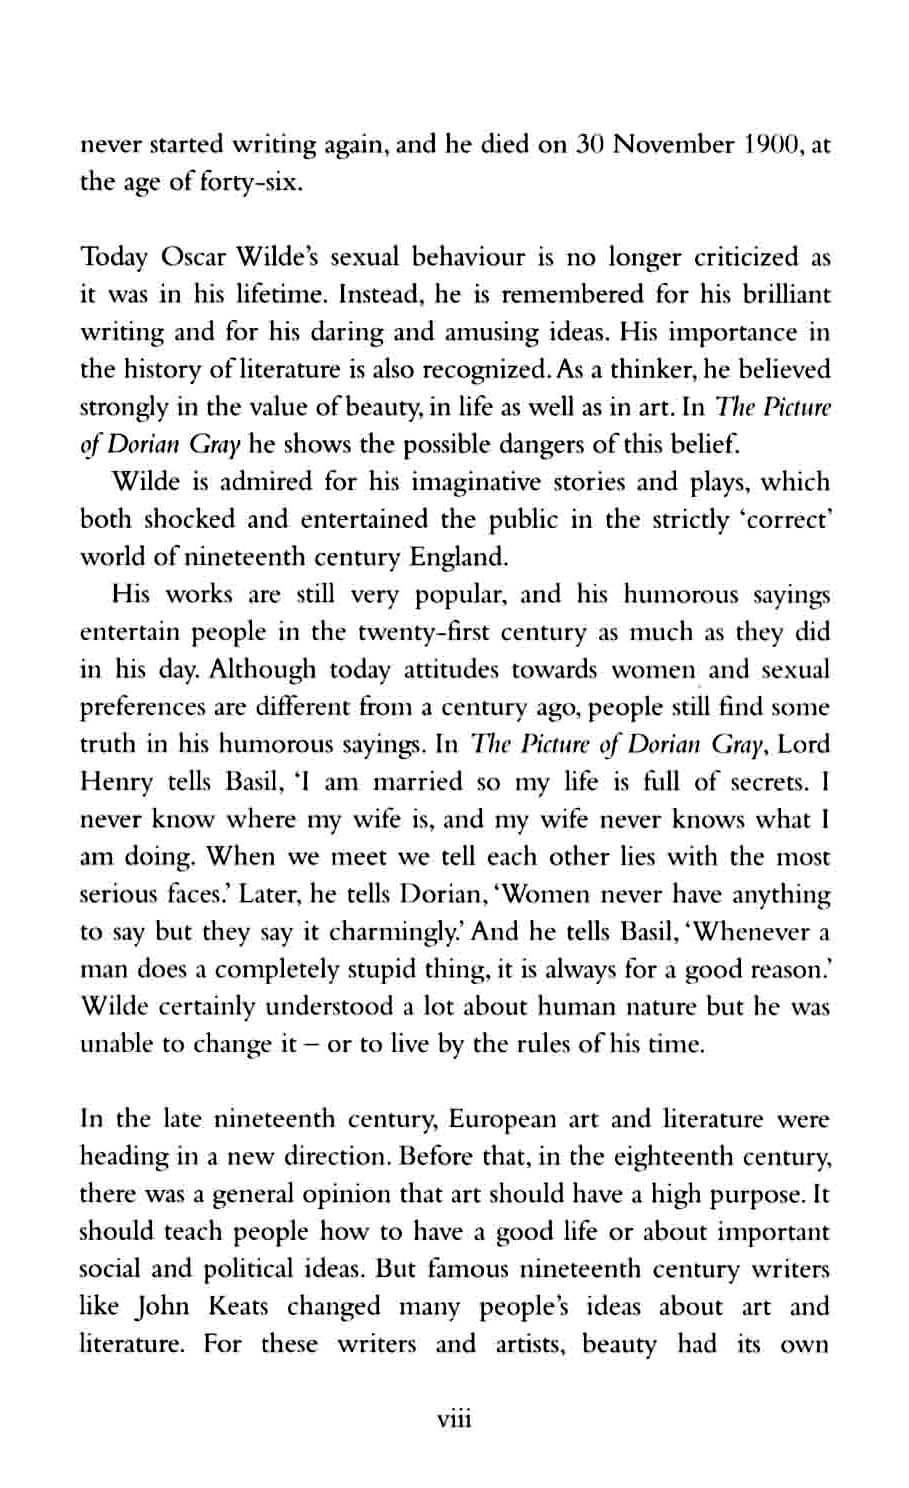 never started writing again, and he died on 30 November 1900, at
the age of forty-six.
Today Oscar Wilde's sexual behaviour is no longer criticized as
it was in his lifetime. Instead, he is remembered for his brilliant
writing and for his daring and amusing ideas. His importance in
the history of literature is also recognized. As a thinker, he believed
strongly in the value of beauty, in life as well as in art. In The Picture
of Dorian Gray he shows the possible dangers of this belief.
Wilde is admired for his imaginative stories and plays, which
both shocked and entertained the public in the strictly 'correct'
world of nineteenth century England.
His works are still very popular, and his humorous sayings
entertain people in the twenty-first century as much as they did
in his day. Although today attitudes towards women and sexual
preferences are different from a century ago, people still find some
truth in his humorous sayings. In The Picture of Dorian Gray, Lord
Henry tells Basil, 'I am married so my life is full of secrets. I
never know where my wife is, and my wife never knows what I
am doing. When we meet we tell each other lies with the most
serious faces.' Later, he tells Dorian, 'Women never have anything
to say but they say it charmingly.' And he tells Basil, 'Whenever a
man does a completely stupid thing, it is always for a good reason.'
Wilde certainly understood a lot about human nature but he was
unable to change it – or to live by the rules of his time.
In the late nineteenth century, European art and literature were
heading in a new direction. Before that, in the eighteenth century,
there was a general opinion that art should have a high purpose. It
should teach people how to have a good life or about important
social and political ideas. But famous nineteenth century writers
like John Keats changed many people's ideas about art and
literature. For these writers and artists, beauty had its own
viii